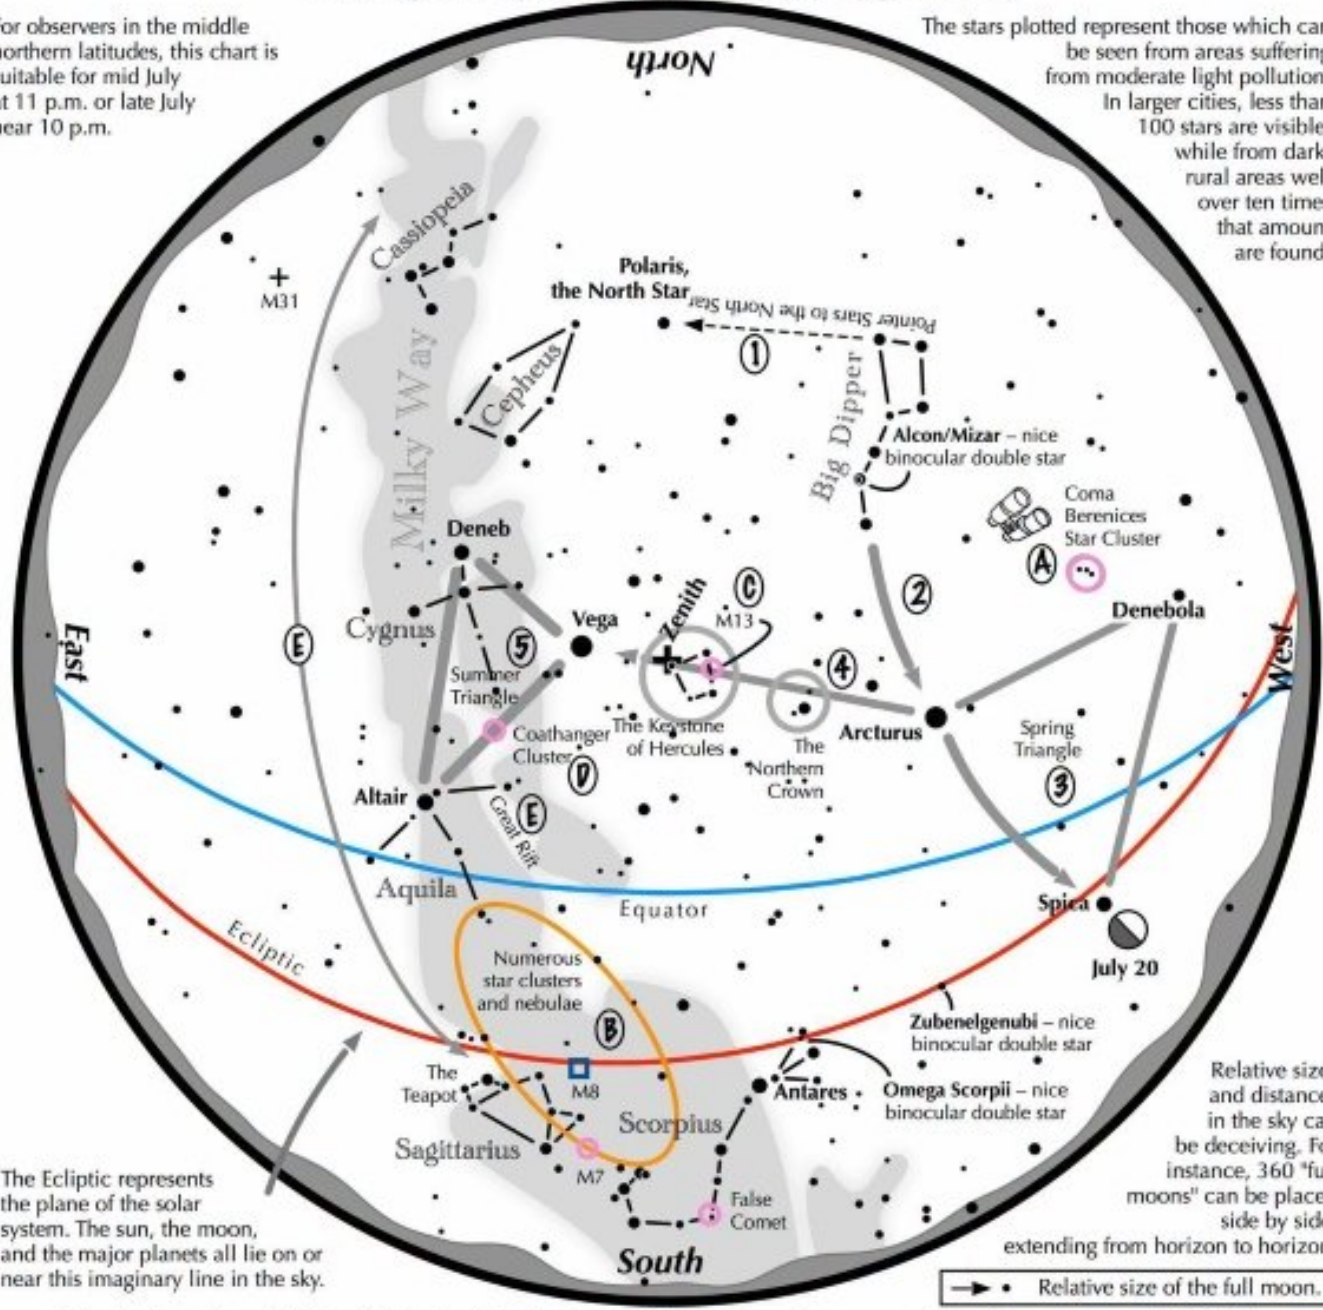 or observers in the middle
northern latitudes, this chart is
uitable for mid July
at 11 p.m. or late July
near 10 p.m.
The stars plotted represent those which can
be seen from areas suffering
from moderate light pollution
In larger cities, less than
100 stars are visible
while from dark
rural areas wel
over ten time
that amoun
are found
North
Cassiopeia
M31
Polaris,
the North Star
Pointer Stars to the North Star
1
Cepheus
Milky Way
Big Dipper
Alcon/Mizar – nice
binocular double star
Coma
Berenices
Star Cluster
A
Deneb
2
C
Denebola
Zenith
M13
Vega
Cygnus
East
E
5
West
4
Summer
Triangle
Arcturus
Spring
Triangle
3
Coathanger
Cluster
D
The Keystone
of Hercules
The
Northern
Crown
Altair
E
Great Rift
Aquila
Equator
Spica
July 20
Ecliptic
Numerous
star clusters
and nebulae
B
Zubenelgenubi – nice
binocular double star
The
Teapot
M8
Antares
Omega Scorpii – nice
binocular double star
Scorpius
Sagittarius
M7
False
Comet
South
The Ecliptic represents
the plane of the solar
system. The sun, the moon,
and the major planets all lie on or
near this imaginary line in the sky.
Relative size
and distance
in the sky ca
be deceiving. Fo
instance, 360 "fu
moons" can be place
side by side
extending from horizon to horizon
Relative size of the full moon.